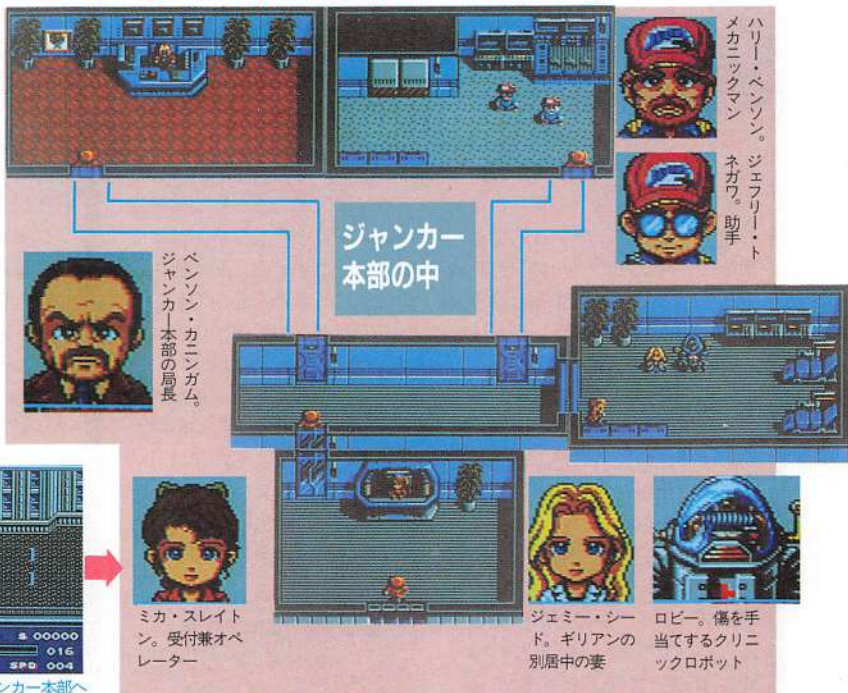 ハリー・ベンソン。
メカニックマン
ジェフリー・ト
ネガワ。助手
ジャンカー
本部の中
ベンソン・カニンガム。
ジャンカー本部の局長
S 00000
016
SPD 004
ンカー本部へ
ミカ・スレイト
ン。受付兼オペ
レーター
ジェミー・シー
ド。ギリアンの
別居中の妻
ロビー。傷を手
当てするクリニ
ックロボット